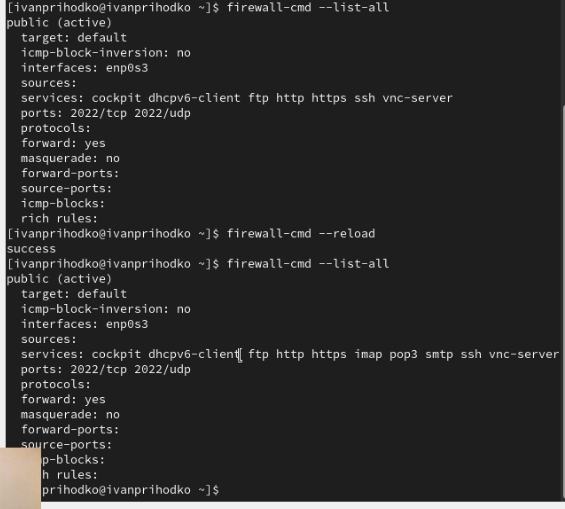 [ivanprihodko@ivanprihodko ~]$ firewall-cmd --list-all
public (active)
  target: default
  icmp-block-inversion: no
  interfaces: enp0s3
  sources:
  services: cockpit dhcpv6-client ftp http https ssh vnc-server
  ports: 2022/tcp 2022/udp
  protocols:
  forward: yes
  masquerade: no
  forward-ports:
  source-ports:
  icmp-blocks:
  rich rules:
[ivanprihodko@ivanprihodko ~]$ firewall-cmd --reload
success
[ivanprihodko@ivanprihodko ~]$ firewall-cmd --list-all
public (active)
  target: default
  icmp-block-inversion: no
  interfaces: enp0s3
  sources:
  services: cockpit dhcpv6-client ftp http https imap pop3 smtp ssh vnc-server
  ports: 2022/tcp 2022/udp
  protocols:
  forward: yes
  masquerade: no
  forward-ports:
  source-ports:
p-blocks:
h rules:
prihodko@ivanprihodko ~]$